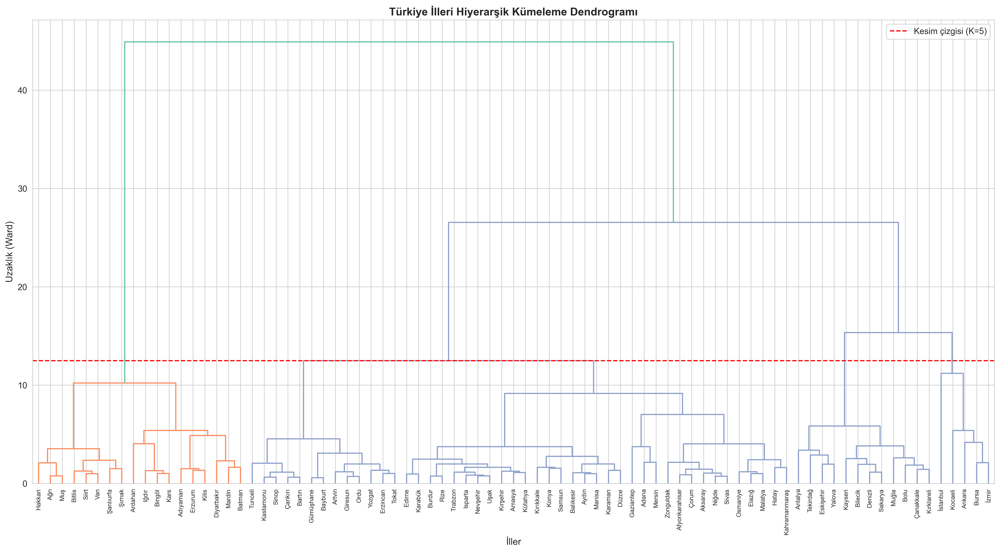 Türkiye İlleri Hiyerarşik Kümeleme Dendrogramı
Kesim çizgisi (K=5)
Uzaklık (Ward)
40
30
20
10
0
Hakkari
Ağrı
Muş
Bitlis
Siirt
Van
Şanlıurfa
Şırnak
Ardahan
Iğdır
Bingöl
Kars
Adıyaman
Erzurum
Kilis
Diyarbakır
Mardin
Batman
Tunceli
Kastamonu
Sinop
Çankırı
Bartın
Gümüşhane
Bayburt
Artvin
Giresun
Ordu
Yozgat
Erzincan
Tokat
Edirne
Karabük
Burdur
Rize
Trabzon
Isparta
Nevşehir
Uşak
Kırşehir
Amasya
Kütahya
Kırıkkale
Konya
Samsun
Balıkesir
Aydın
Manisa
Karaman
Düzce
Gaziantep
Adana
Mersin
Zonguldak
Afyonkarahisar
Çorum
Aksaray
Niğde
Sivas
Osmaniye
Elazığ
Malatya
Hatay
Kahramanmaraş
Antalya
Tekirdağ
Eskişehir
Yalova
Kayseri
Bilecik
Denizli
Sakarya
Muğla
Bolu
Çanakkale
Kırklareli
İstanbul
Kocaeli
Ankara
Bursa
İzmir
İller